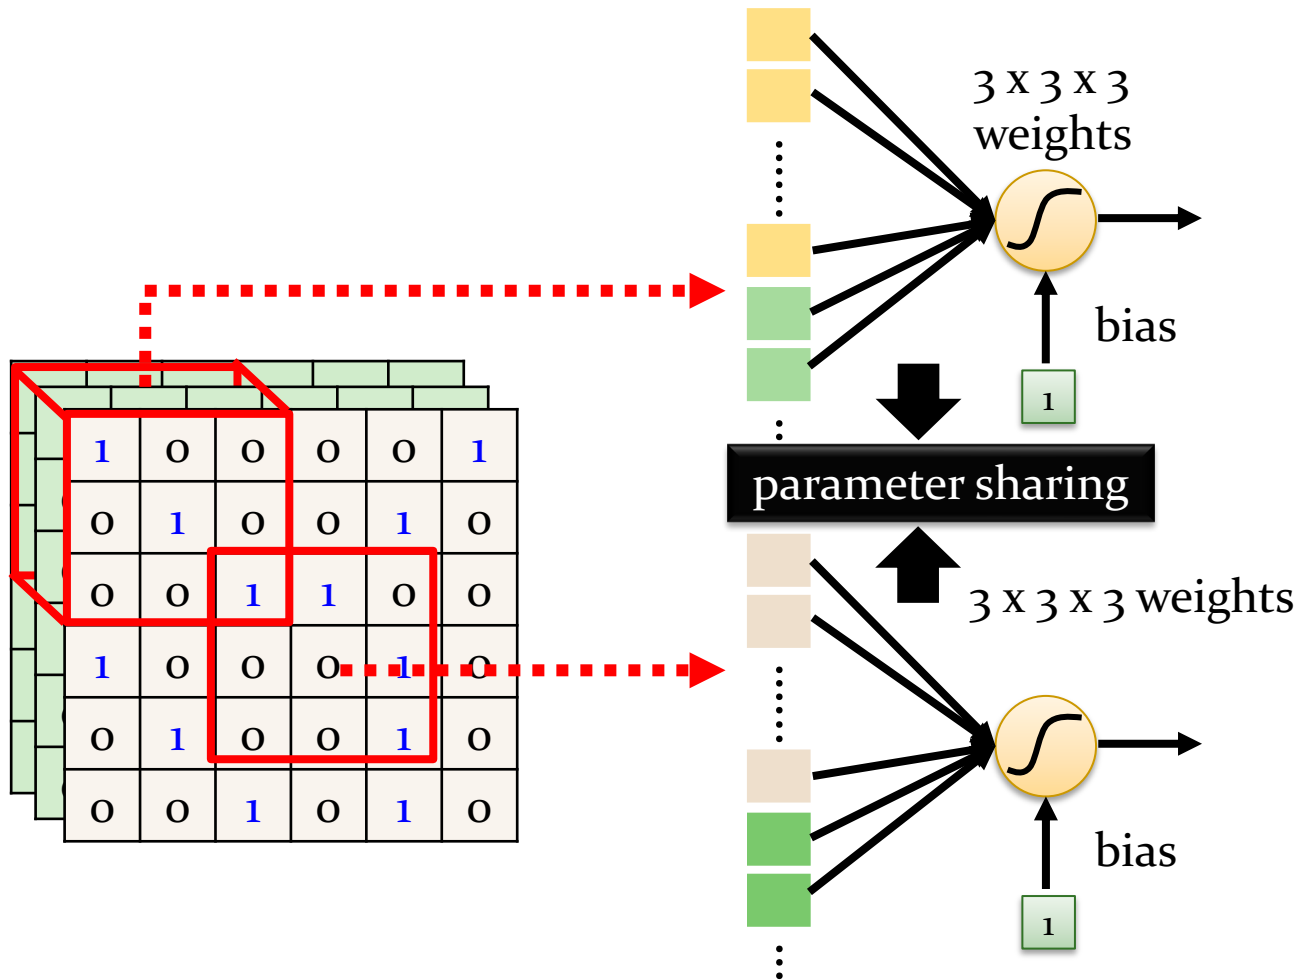 3 x 3 x 3
weights
bias
1
1 0 0 0 0 1
0 1 0 0 1 0
0 0 1 1 0 0
1 0 0 0 1 0
0 1 0 0 1 0
0 0 1 0 1 0
parameter sharing
3 x 3 x 3 weights
bias
1